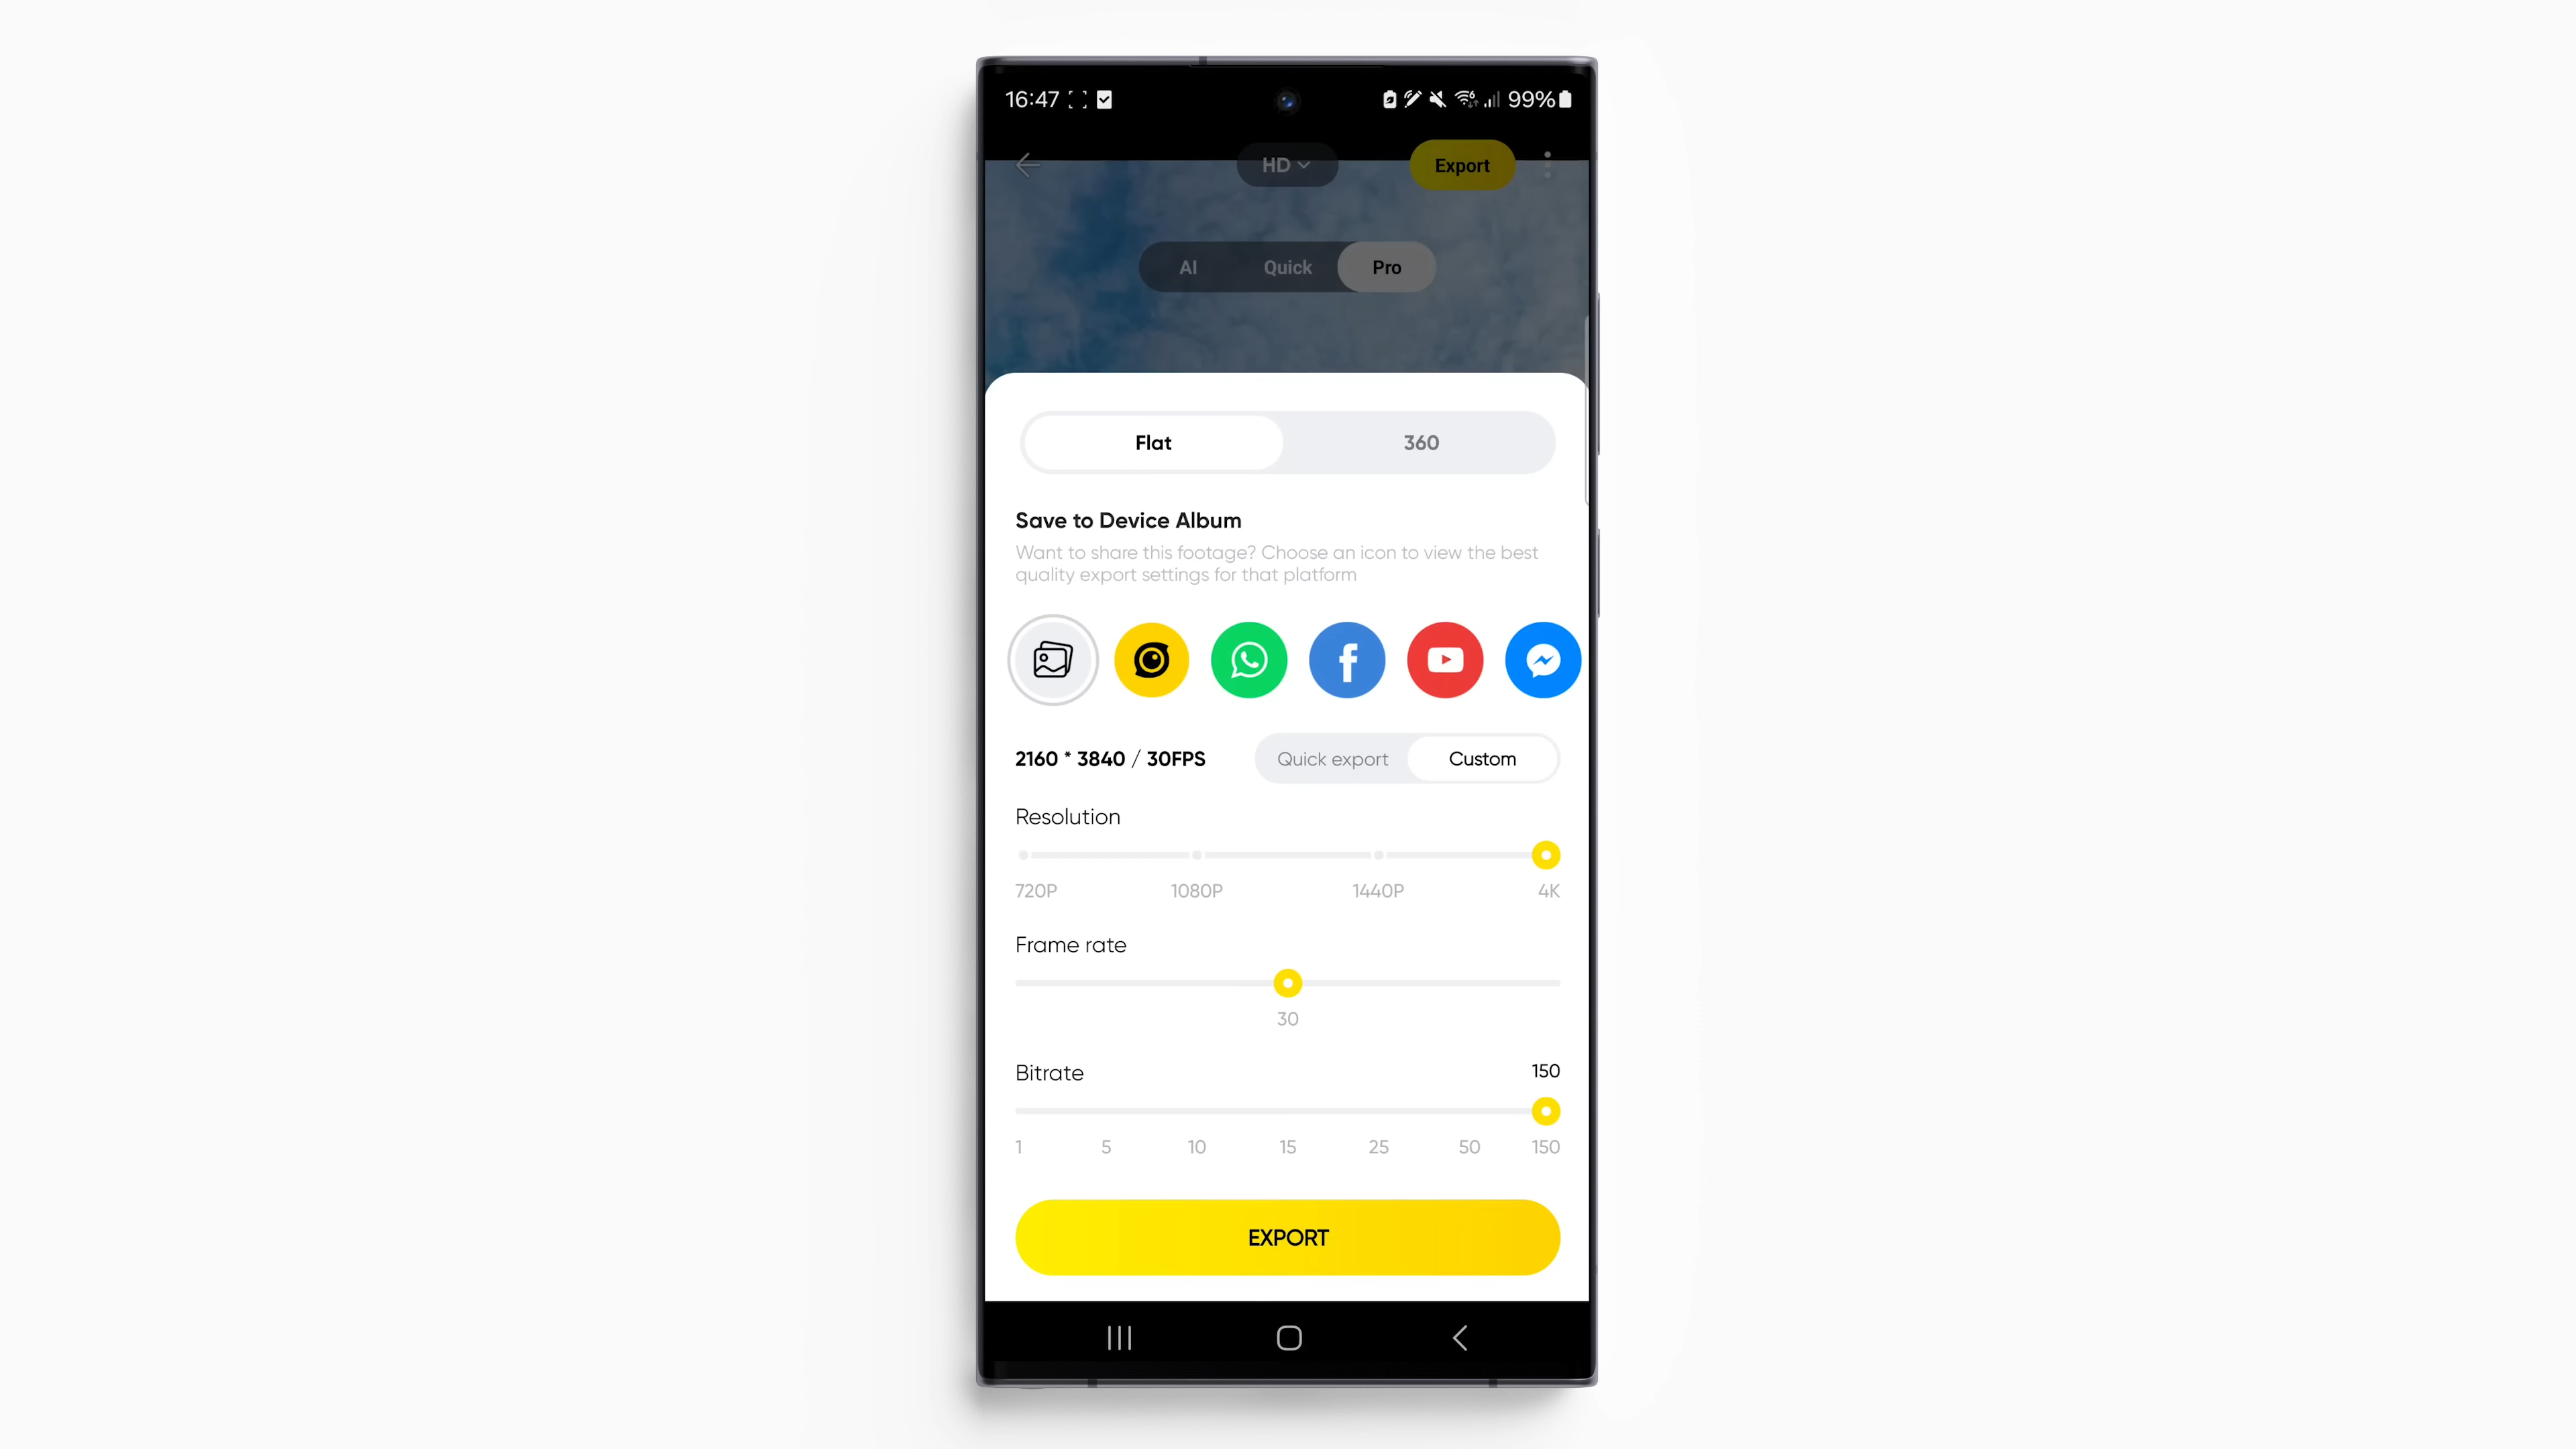 16:47 99%
HD Export
AI Quick Pro
Flat 360
Save to Device Album
Want to share this footage? Choose an icon to view the best
quality export settings for that platform
2160 * 3840 / 30FPS Quick export Custom
Resolution
720P 1080P 1440P 4K
Frame rate
30
Bitrate 150
1 5 10 15 25 50 150
EXPORT